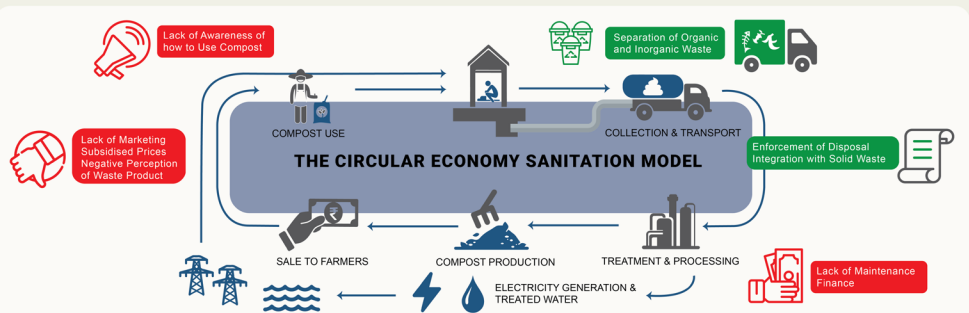 Lack of Awareness of
how to Use Compost
Separation of Organic
and Inorganic Waste
COMPOST USE
COLLECTION & TRANSPORT
Lack of Marketing
Subsidised Prices
Negative Perception
of Waste Product
THE CIRCULAR ECONOMY SANITATION MODEL
Enforcement of Disposal
Integration with Solid Waste
₹
SALE TO FARMERS
COMPOST PRODUCTION
TREATMENT & PROCESSING
ELECTRICITY GENERATION &
TREATED WATER
Lack of Maintenance
Finance